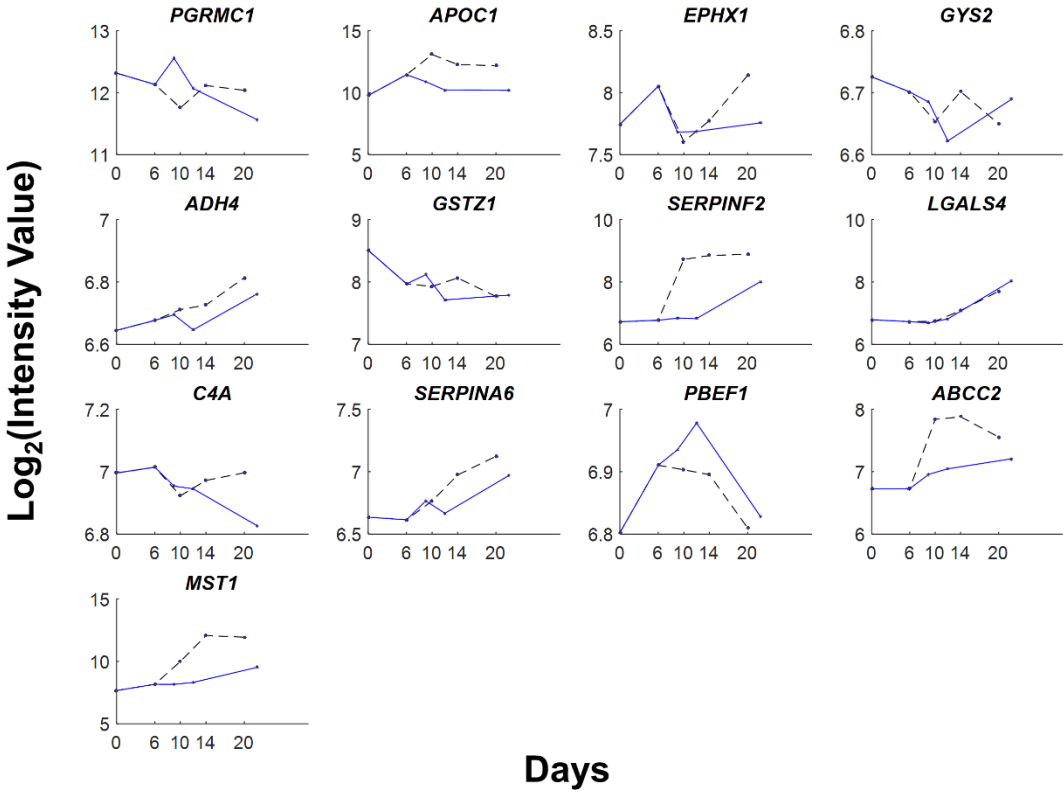 PGRMC1
13
12
11
0 6 10 14 20
APOC1
15
10
5
0 6 10 14 20
EPHX1
8.5
8
7.5
0 6 10 14 20
GYS2
6.8
6.7
6.6
0 6 10 14 20
ADH4
7
6.8
6.6
0 6 10 14 20
GSTZ1
9
8
7
0 6 10 14 20
SERPINF2
10
8
6
0 6 10 14 20
LGALS4
10
8
6
0 6 10 14 20
C4A
7.2
7
6.8
0 6 10 14 20
SERPINA6
7.5
7
6.5
0 6 10 14 20
PBEF1
7
6.9
6.8
0 6 10 14 20
ABCC2
8
7
6
0 6 10 14 20
MST1
15
10
5
0 6 10 14 20
Log2(Intensity Value)
Days